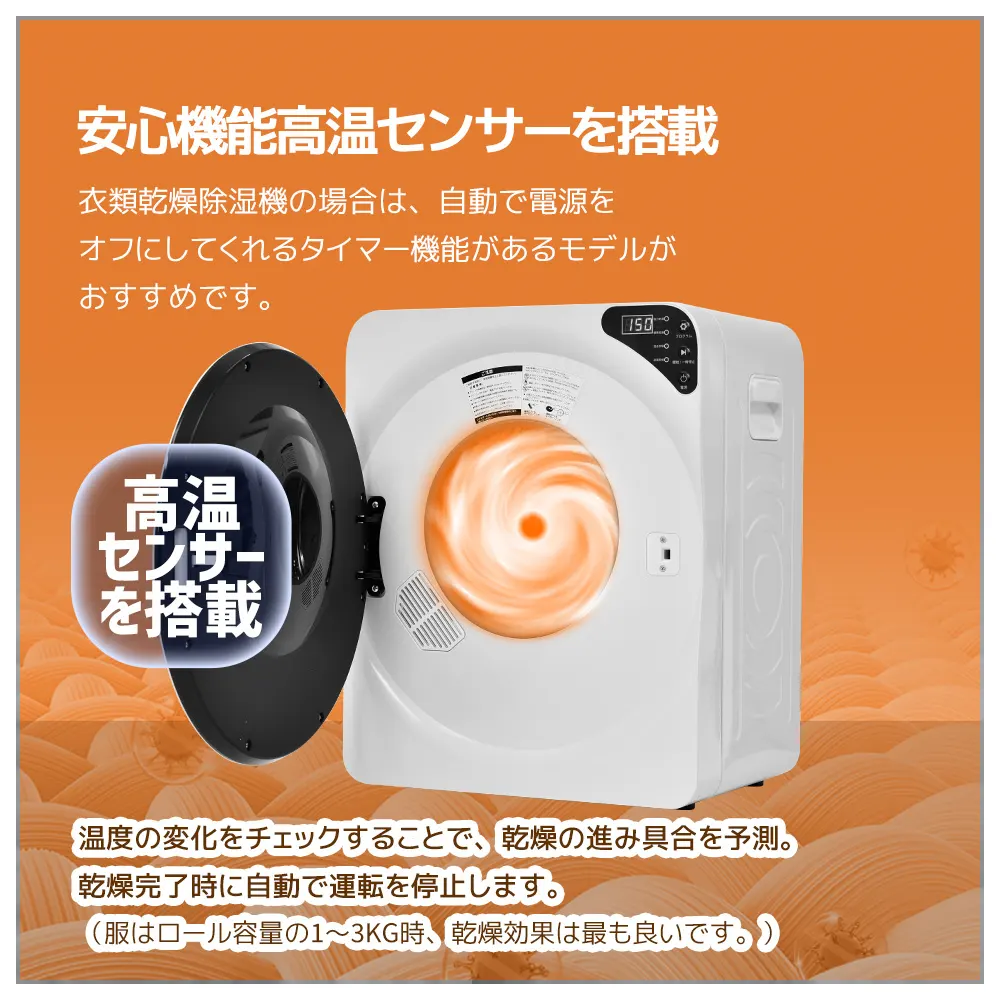 安心機能高温センサーを搭載
衣類乾燥除湿機の場合は、自動で電源を
オフにしてくれるタイマー機能があるモデルが
おすすめです。
150
プログラム
電源
高温
センサー
を搭載
温度の変化をチェックすることで、乾燥の進み具合を予測。
乾燥完了時に自動で運転を停止します。
（服はロール容量の1〜3KG時、乾燥効果は最も良いです。）